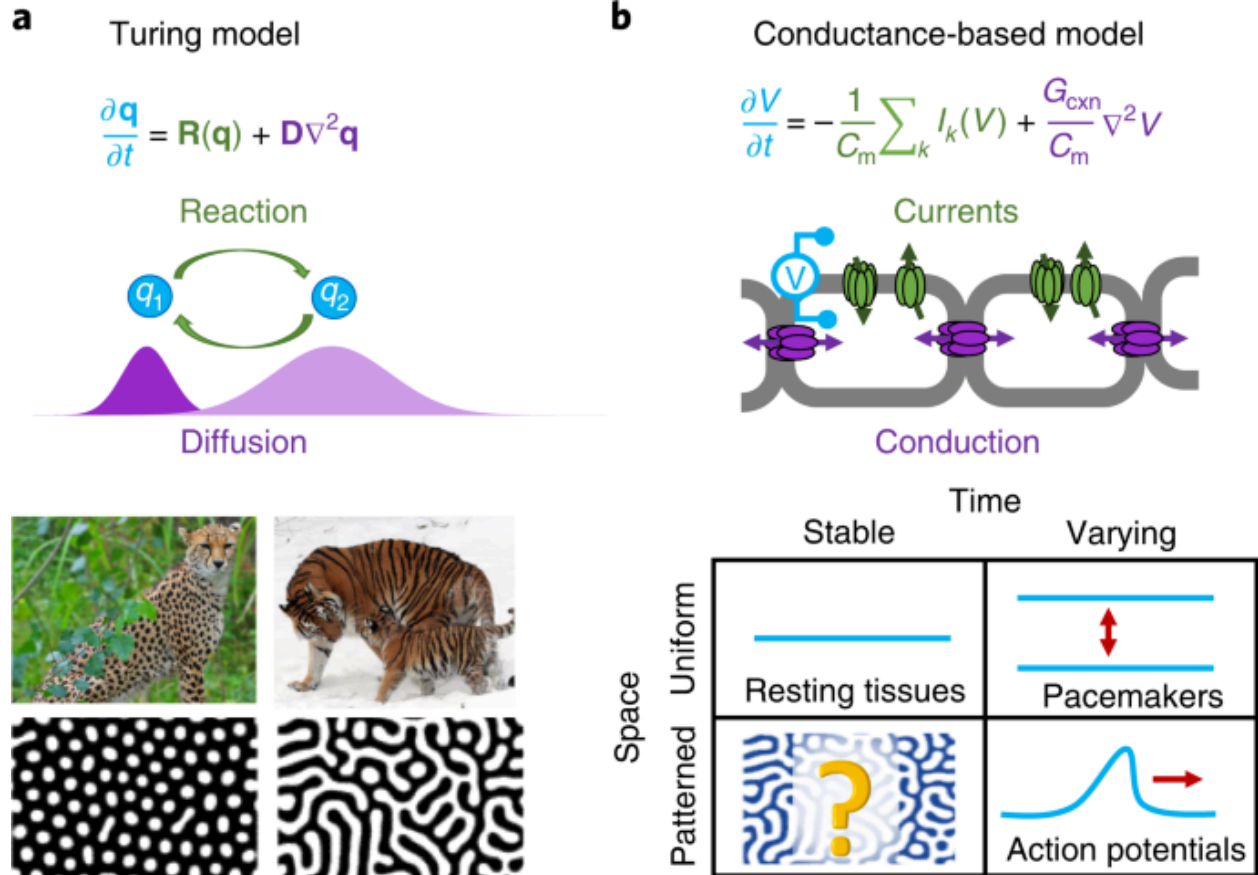 a
Turing model
∂q/∂t = R(q) + D∇²q
Reaction
q₁
q₂
Diffusion
b
Conductance-based model
∂V/∂t = − 1/Cₘ ∑ₖ Iₖ(V) + G_cxn/Cₘ ∇²V
Currents
V
Conduction
Time
Stable
Varying
Space
Uniform
Resting tissues
Pacemakers
Patterned
?
Action potentials